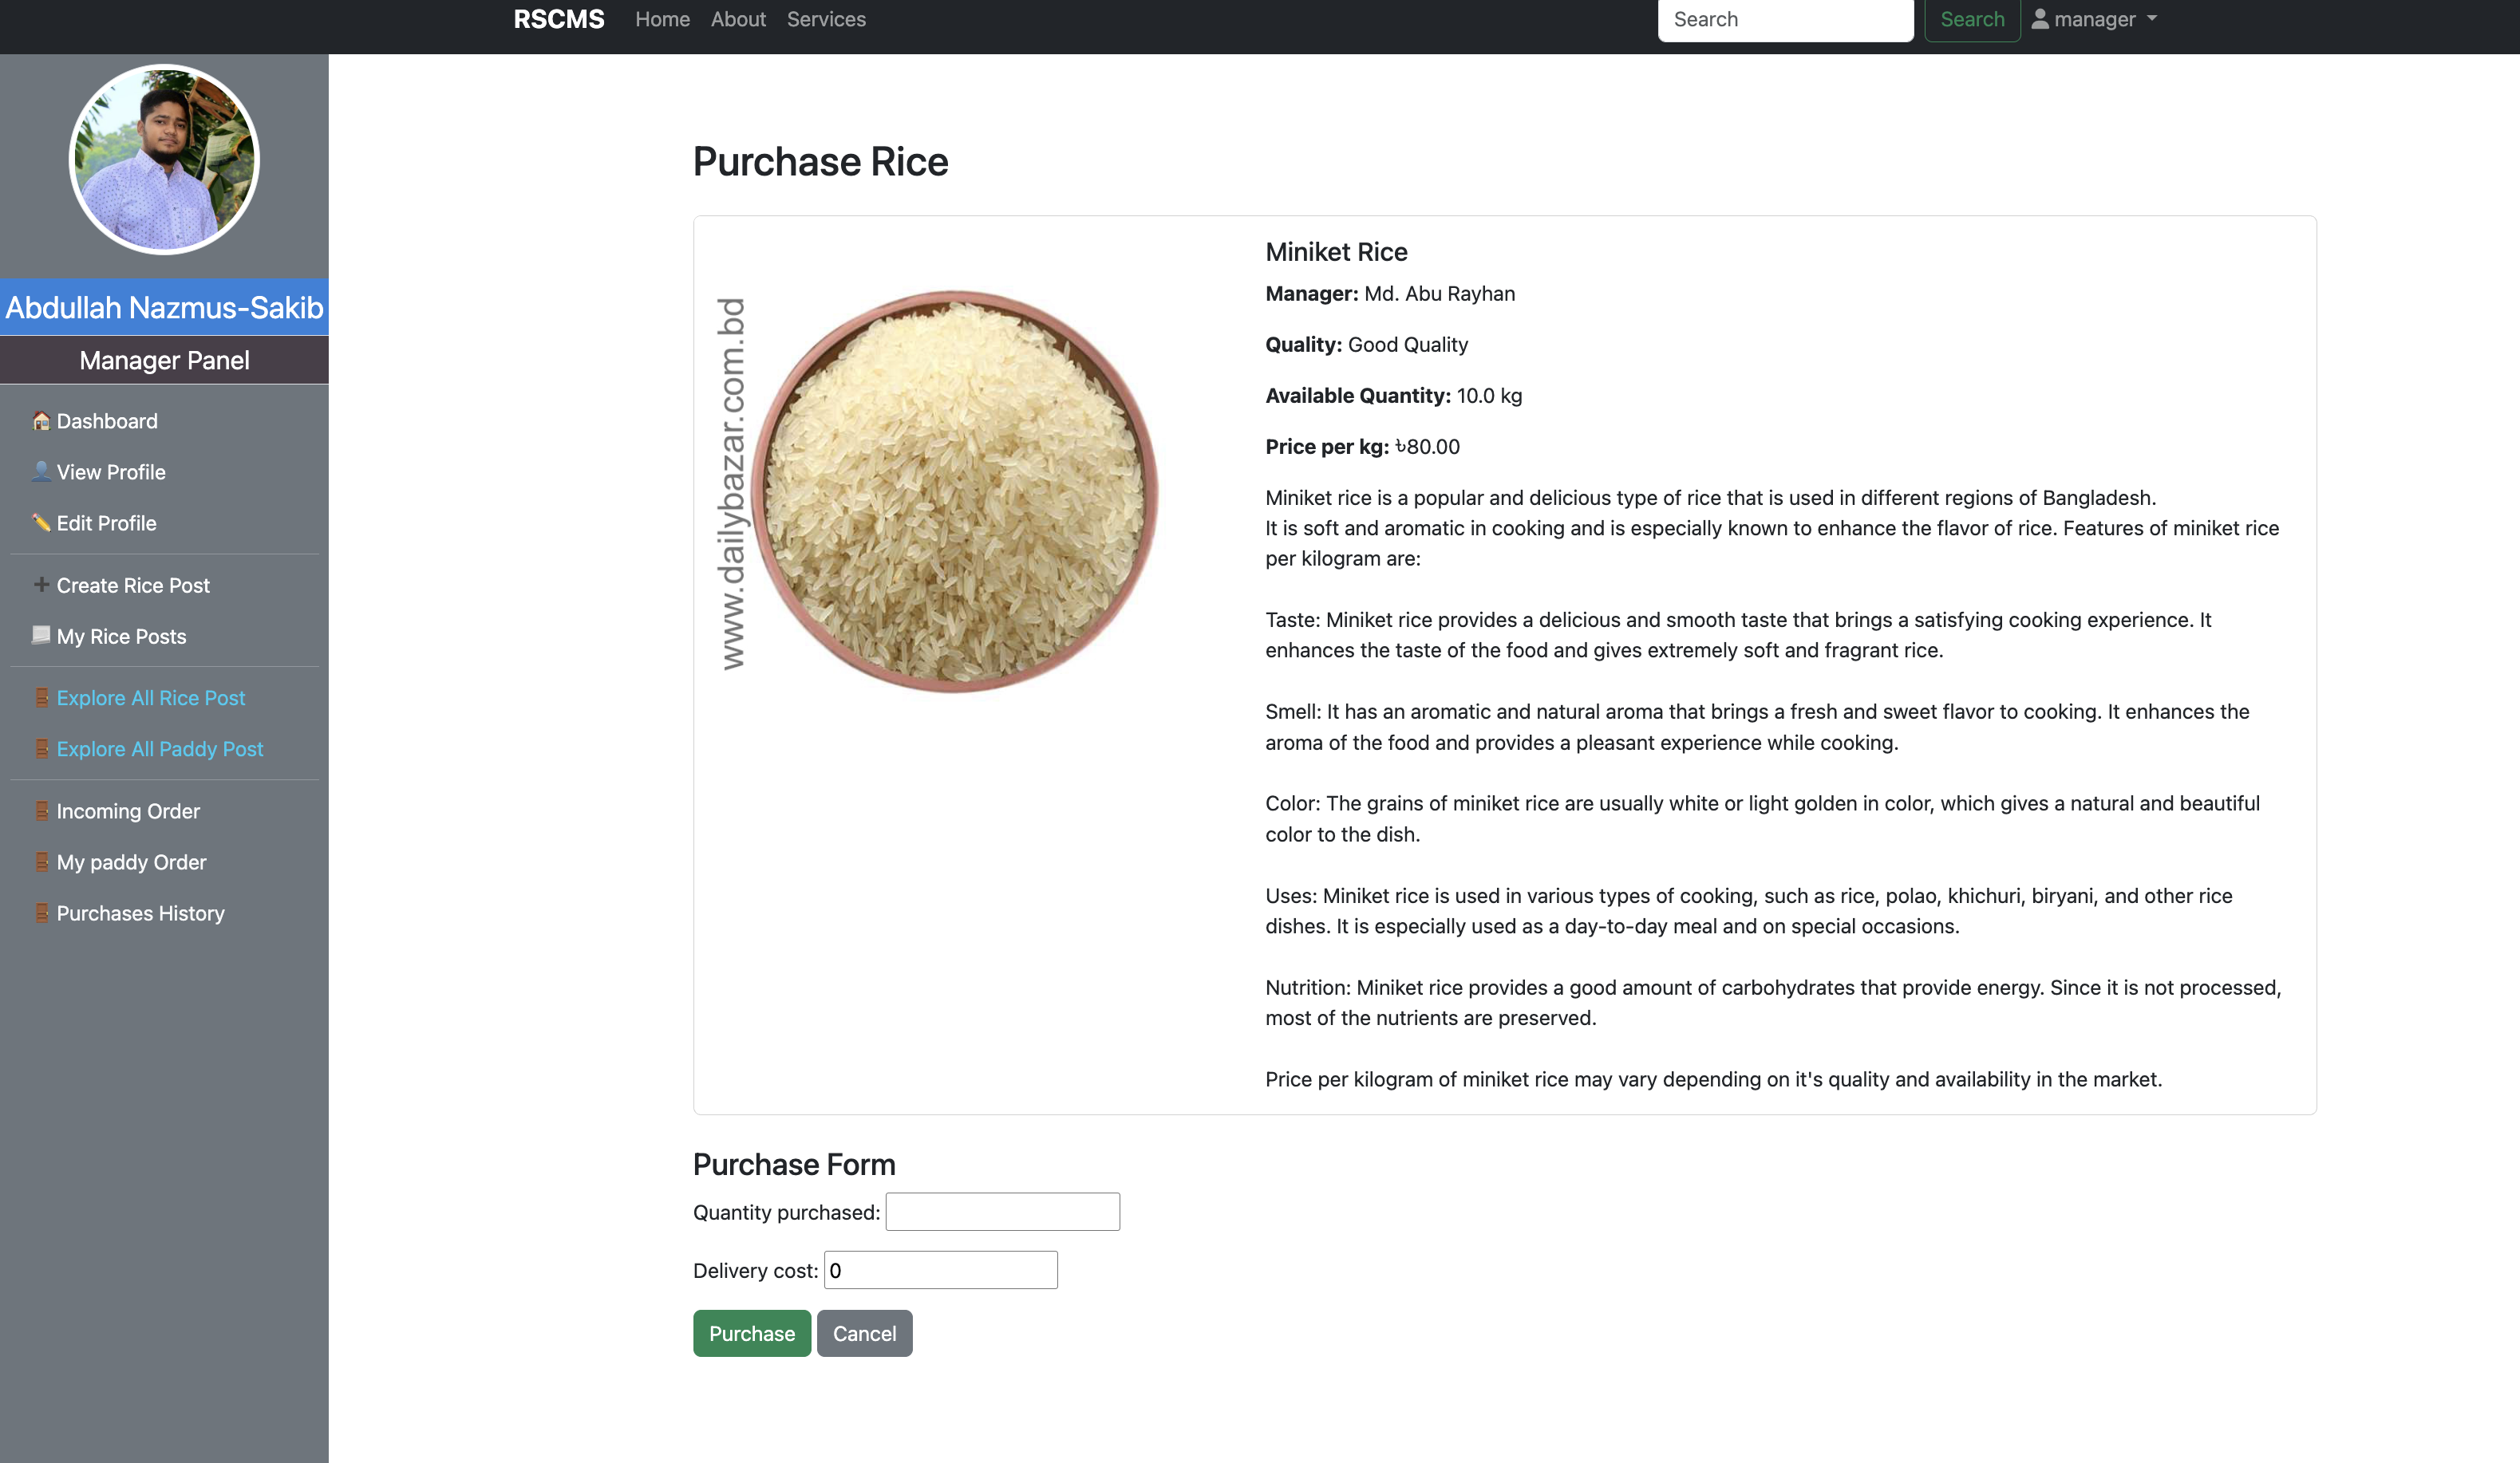 RSCMS Home About Services Search Search manager
Abdullah Nazmus-Sakib
Manager Panel
Dashboard
View Profile
Edit Profile
Create Rice Post
My Rice Posts
Explore All Rice Post
Explore All Paddy Post
Incoming Order
My paddy Order
Purchases History
Purchase Rice
www.dailybazar.com.bd
Miniket Rice
Manager: Md. Abu Rayhan
Quality: Good Quality
Available Quantity: 10.0 kg
Price per kg: ৳80.00
Miniket rice is a popular and delicious type of rice that is used in different regions of Bangladesh.
It is soft and aromatic in cooking and is especially known to enhance the flavor of rice. Features of miniket rice
per kilogram are:
Taste: Miniket rice provides a delicious and smooth taste that brings a satisfying cooking experience. It
enhances the taste of the food and gives extremely soft and fragrant rice.
Smell: It has an aromatic and natural aroma that brings a fresh and sweet flavor to cooking. It enhances the
aroma of the food and provides a pleasant experience while cooking.
Color: The grains of miniket rice are usually white or light golden in color, which gives a natural and beautiful
color to the dish.
Uses: Miniket rice is used in various types of cooking, such as rice, polao, khichuri, biryani, and other rice
dishes. It is especially used as a day-to-day meal and on special occasions.
Nutrition: Miniket rice provides a good amount of carbohydrates that provide energy. Since it is not processed,
most of the nutrients are preserved.
Price per kilogram of miniket rice may vary depending on it's quality and availability in the market.
Purchase Form
Quantity purchased:
Delivery cost: 0
Purchase Cancel